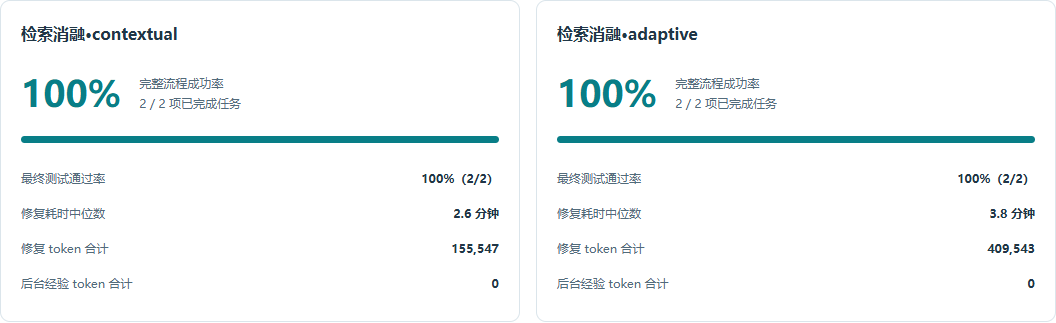 检索消融•contextual
100%
完整流程成功率
2 / 2 项已完成任务
最终测试通过率 100%（2/2）
修复耗时中位数 2.6 分钟
修复 token 合计 155,547
后台经验 token 合计 0
检索消融•adaptive
100%
完整流程成功率
2 / 2 项已完成任务
最终测试通过率 100%（2/2）
修复耗时中位数 3.8 分钟
修复 token 合计 409,543
后台经验 token 合计 0